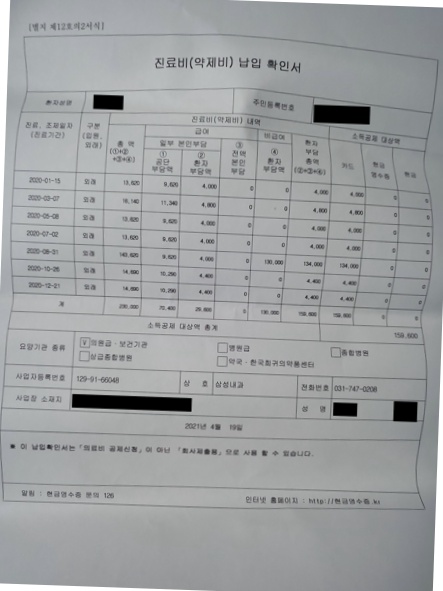 [별지 제12호의2서식]
진료비(약제비) 납입 확인서
환자성명
주민등록번호
진료비(약제비) 내역
진료, 조제일자 (진료기간)
구분 (입원, 외래)
총 액 (①+② +③+④)
급여
비급여
환자 부담 총액 (②+③+④)
소득공제 대상액
일부 본인부담
① 공단 부담액
② 환자 부담액
③ 전액 본인 부담
④ 환자 부담액
카드
현금 영수증
현금
2020-01-15 외래 13,620 9,620 4,000 0 0 4,000 4,000 0 0
2020-03-07 외래 16,140 11,340 4,800 0 0 4,800 4,800 0 0
2020-05-08 외래 13,620 9,620 4,000 0 0 4,000 4,000 0 0
2020-07-02 외래 13,620 9,620 4,000 0 0 4,000 4,000 0 0
2020-08-31 외래 143,620 9,620 4,000 0 130,000 134,000 134,000 0 0
2020-10-26 외래 14,690 10,290 4,400 0 0 4,400 4,400 0 0
2020-12-21 외래 14,690 10,290 4,400 0 0 4,400 4,400 0 0
계 230,000 70,400 29,600 0 130,000 159,600 159,600 0 0
소득공제 대상액 총계 159,600
요양기관 종류
의원급·보건기관
병원급
종합병원
상급종합병원
약국·한국희귀의약품센터
사업자등록번호 129-91-66048 상 호 삼성내과 전화번호 031-747-0208
사업장 소재지
성 명
2021년 4월 19일
※ 이 납입확인서는「의료비 공제신청」이 아닌 「회사제출용」으로 사용 할 수 있습니다.
알림 : 현금영수증 문의 126
인터넷 홈페이지 : http://현금영수증.kr